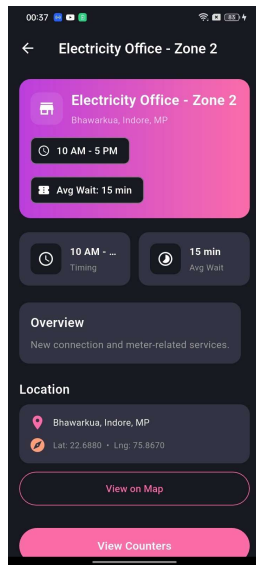 00:37
83
Electricity Office - Zone 2
Electricity Office - Zone 2
Bhawarkua, Indore, MP
10 AM - 5 PM
Avg Wait: 15 min
10 AM - ...
Timing
15 min
Avg Wait
Overview
New connection and meter-related services.
Location
Bhawarkua, Indore, MP
Lat: 22.6880 • Lng: 75.8670
View on Map
View Counters